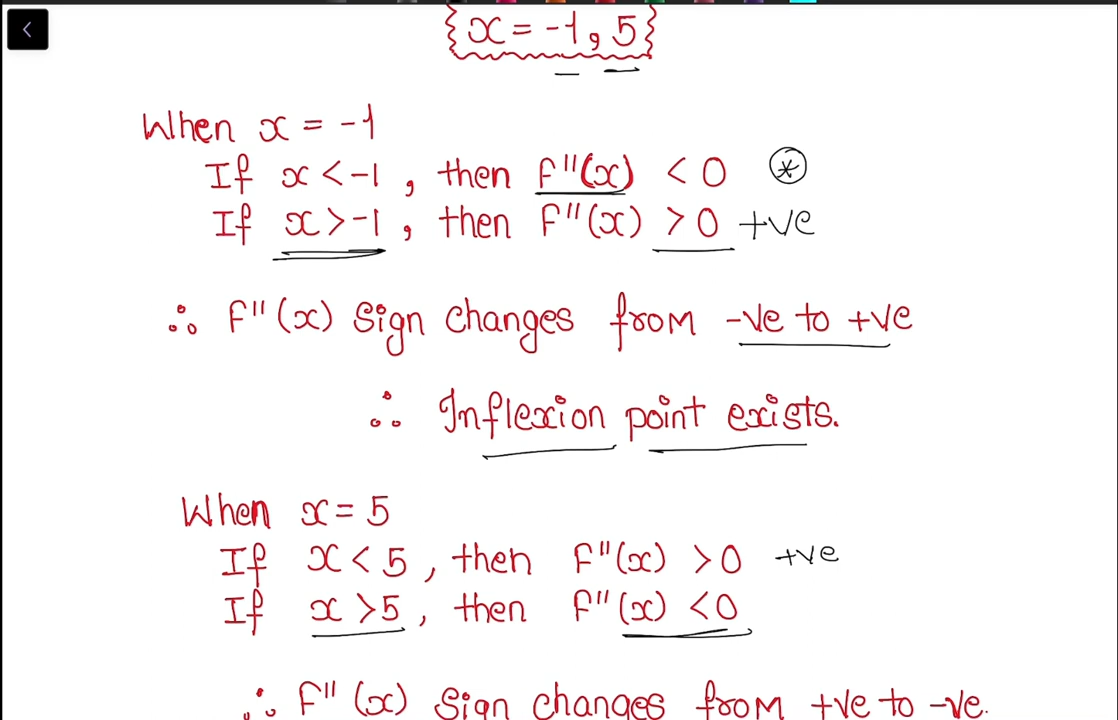 x = -1, 5
When x = -1
If x < -1, then f''(x) < 0 *
If x > -1, then f''(x) > 0 +ve
∴ f''(x) sign changes from -ve to +ve
∴ Inflexion point exists.
When x = 5
If x < 5, then f''(x) > 0 +ve
If x > 5, then f''(x) < 0
∴ f''(x) sign changes from +ve to -ve.